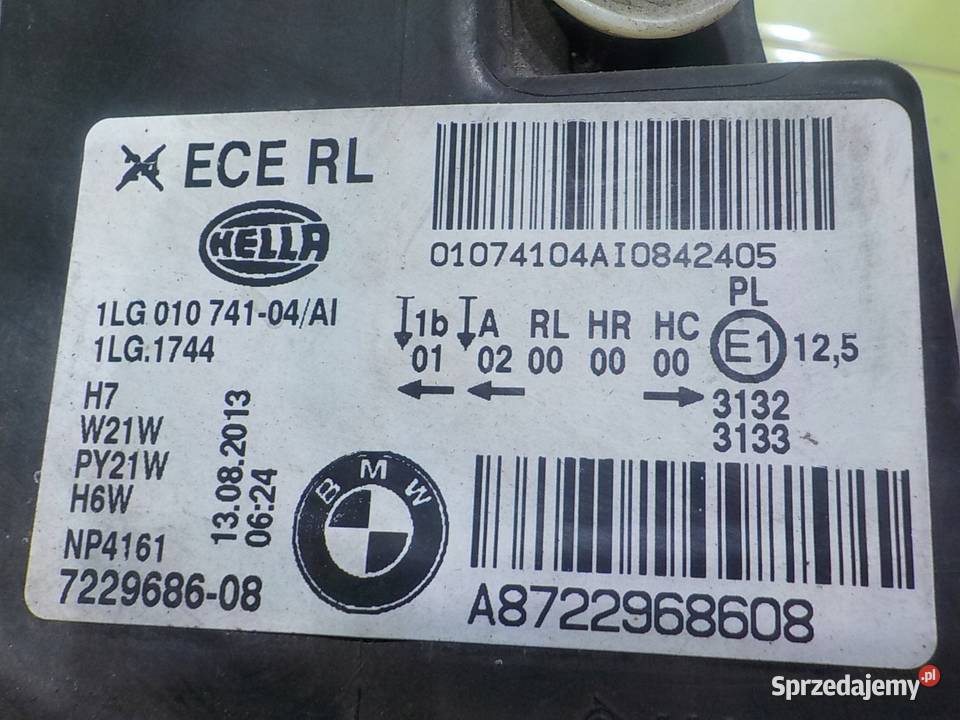 ECE RL
HELLA
01074104AI0842405
1LG 010 741-04/AI
1LG.1744
1b A RL HR HC PL
01 02 00 00 00 E1 12,5
3132
3133
H7
W21W
PY21W
H6W
13.08.2013
06:24
NP4161
7229686-08
BMW
A8722968608
Sprzedajemy.pl